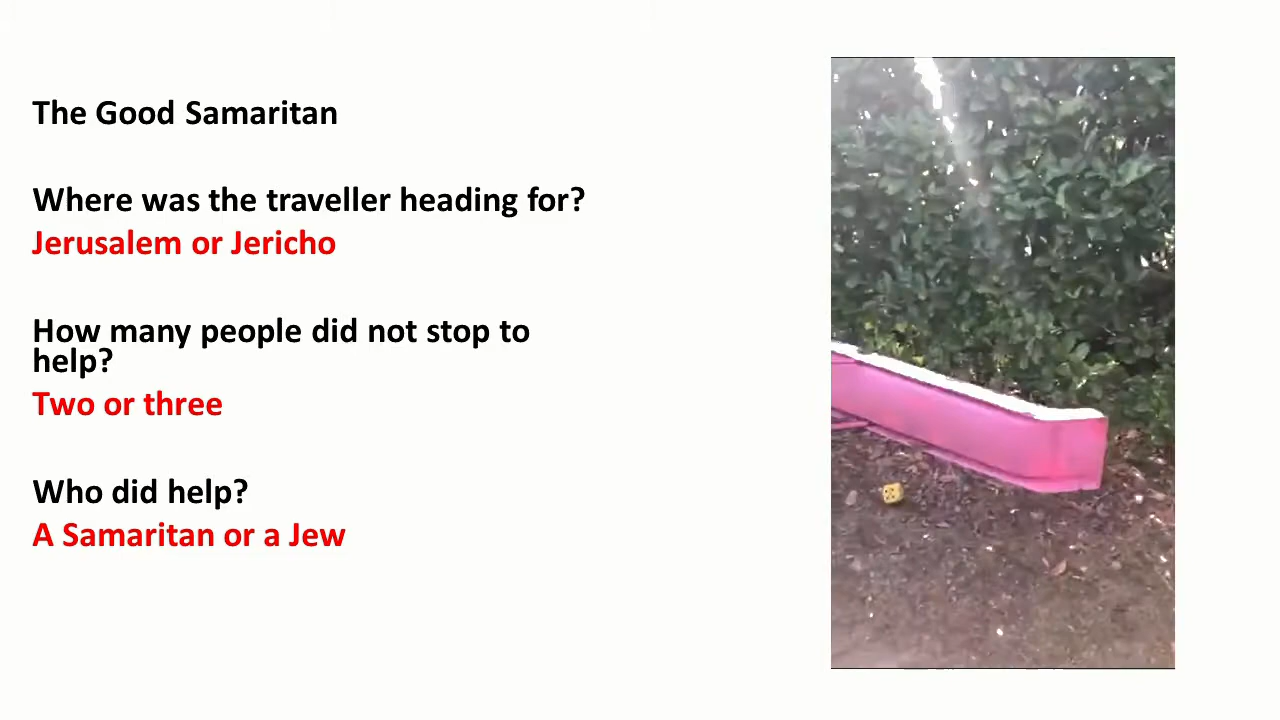 The Good Samaritan
Where was the traveller heading for?
Jerusalem or Jericho
How many people did not stop to
help?
Two or three
Who did help?
A Samaritan or a Jew